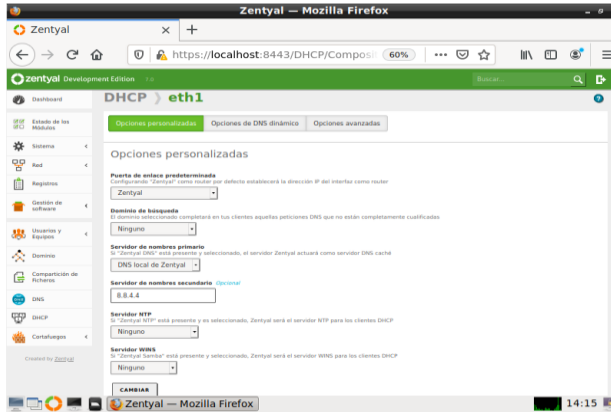 Zentyal — Mozilla Firefox
Zentyal
https://localhost:8443/DHCP/Composi 60%
zentyal Development Edition
Buscar...
Dashboard
Estado de los Módulos
Sistema
Red
Registros
Gestión de software
Usuarios y Equipos
Dominio
Compartición de Ficheros
DNS
DHCP
Cortafuegos
Created by Zentyal
DHCP eth1
Opciones personalizadas Opciones de DNS dinámico Opciones avanzadas
Opciones personalizadas
Puerta de enlace predeterminada
Configurando "Zentyal" como router por defecto establecerá la dirección IP del interfaz como router
Zentyal
Dominio de búsqueda
El dominio seleccionado completará en tus clientes aquellas peticiones DNS que no están completamente cualificadas
Ninguno
Servidor de nombres primario
Si "Zentyal DNS" está presente y seleccionado, el servidor Zentyal actuará como servidor DNS caché
DNS local de Zentyal
Servidor de nombres secundario Opcional
8.8.4.4
Servidor NTP
Si "Zentyal NTP" está presente y es seleccionado, Zentyal será el servidor NTP para los clientes DHCP
Ninguno
Servidor WINS
Si "Zentyal Samba" está presente y seleccionado, Zentyal será el servidor WINS para los clientes DHCP
Ninguno
CAMBIAR
Zentyal — Mozilla Firefox
14:15